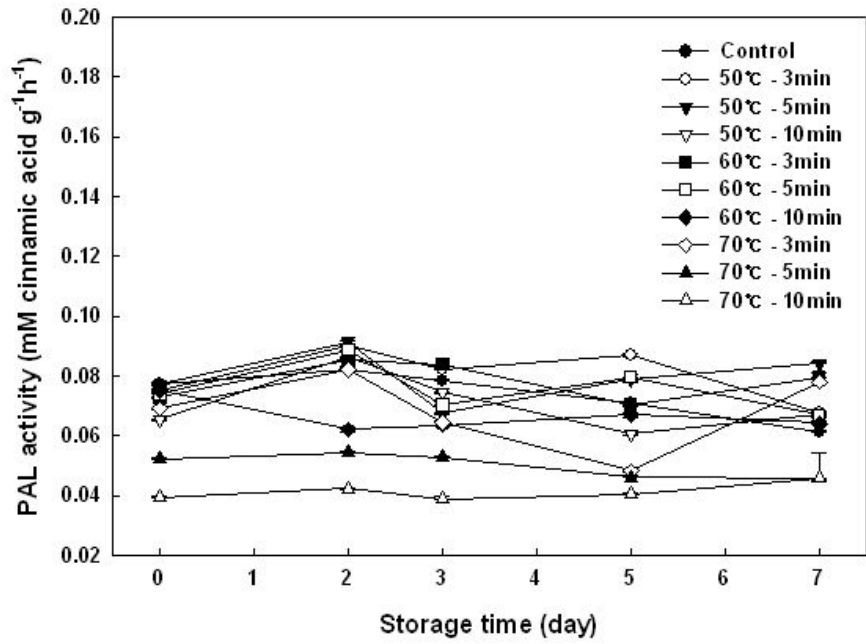 PAL activity (mM cinnamic acid g⁻¹h⁻¹)
0.20
0.18
0.16
0.14
0.12
0.10
0.08
0.06
0.04
0.02
Control
50℃ - 3min
50℃ - 5min
50℃ - 10min
60℃ - 3min
60℃ - 5min
60℃ - 10min
70℃ - 3min
70℃ - 5min
70℃ - 10min
0 1 2 3 4 5 6 7
Storage time (day)